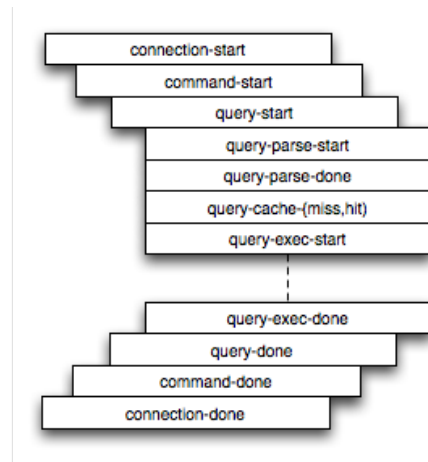 connection-start
command-start
query-start
query-parse-start
query-parse-done
query-cache-(miss,hit)
query-exec-start
query-exec-done
query-done
command-done
connection-done